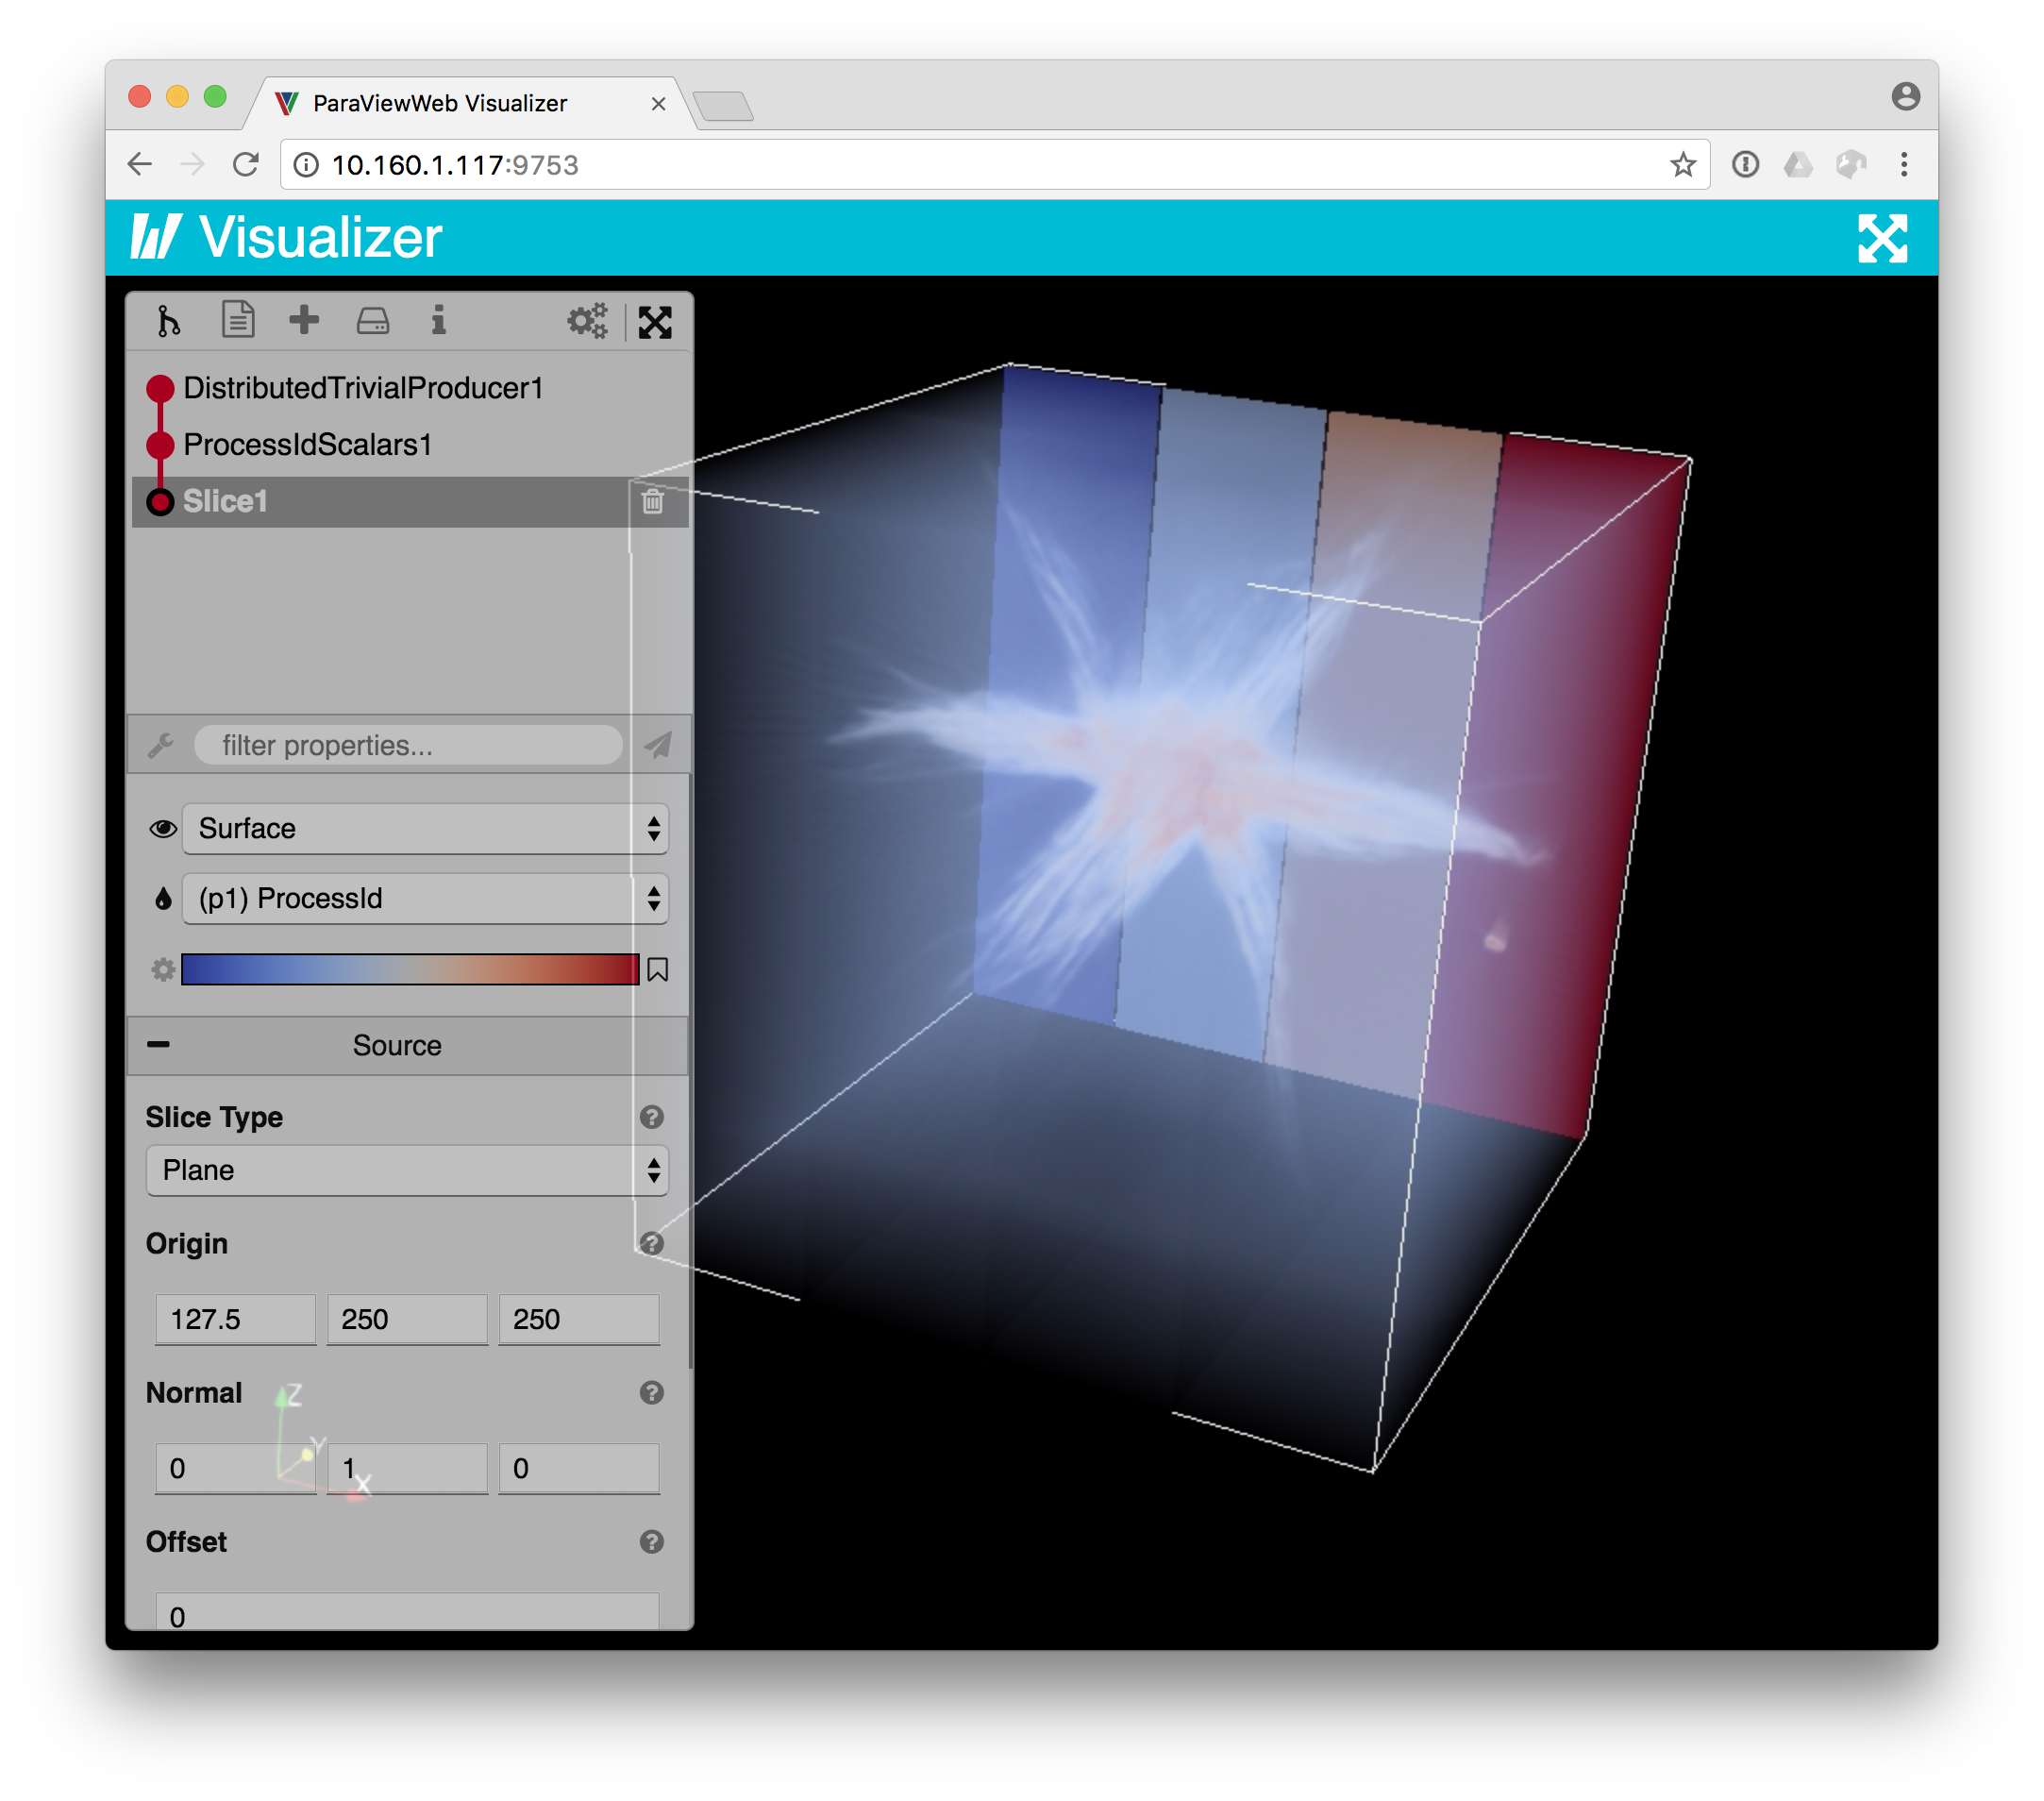 ParaViewWeb Visualizer
10.160.1.117:9753
Visualizer
DistributedTrivialProducer1
ProcessIdScalars1
Slice1
filter properties...
Surface
(p1) ProcessId
Source
Slice Type
Plane
Origin
127.5 250 250
Normal
Z
Y
0 1 0
X
Offset
0